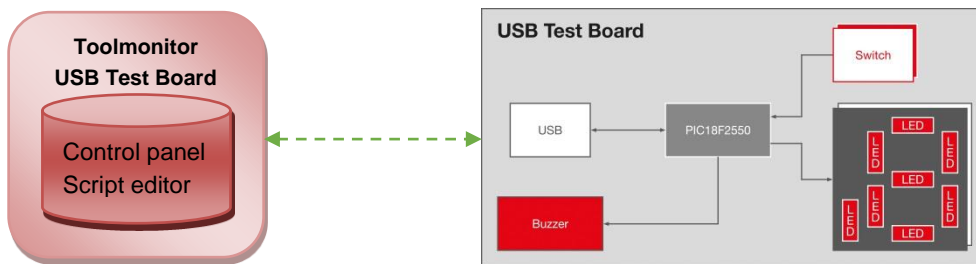 Toolmonitor
USB Test Board
Control panel
Script editor
USB Test Board
Switch
USB
PIC18F2550
Buzzer
LED
LED
LED
LED
LED
LED
LED
LED